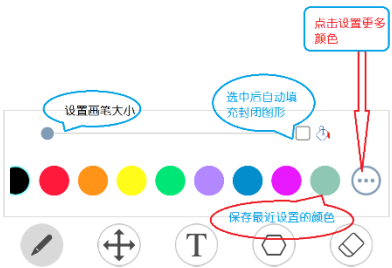 点击设置更多
颜色
设置画笔大小
选中后自动填
充封闭图形
保存最近设置的颜色
T